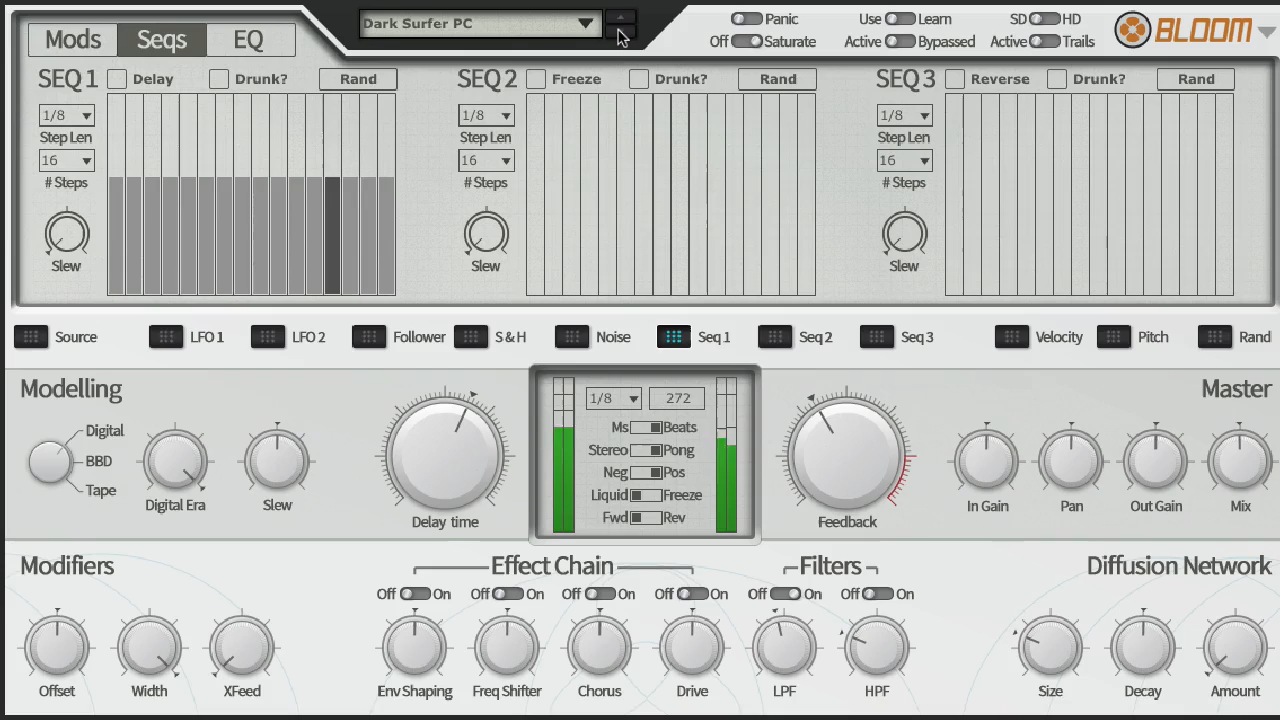 Dark Surfer PC
Panic Use Learn SD HD
Off Saturate Active Bypassed Active Trails
BLOOM
Mods Seqs EQ
SEQ 1 Delay Drunk? Rand
1/8
Step Len
16
# Steps
Slew
SEQ 2 Freeze Drunk? Rand
1/8
Step Len
16
# Steps
Slew
SEQ 3 Reverse Drunk? Rand
1/8
Step Len
16
# Steps
Slew
Source LFO 1 LFO 2 Follower S & H Noise Seq 1 Seq 2 Seq 3 Velocity Pitch Rand
Modelling
Digital
BBD
Tape
Digital Era
Slew
Delay time
1/8 272
Ms Beats
Stereo Pong
Neg Pos
Liquid Freeze
Fwd Rev
Feedback
Master
In Gain Pan Out Gain Mix
Modifiers
Offset Width XFeed
Effect Chain
Off On Off On Off On Off On
Env Shaping Freq Shifter Chorus Drive
Filters
Off On Off On
LPF HPF
Diffusion Network
Size Decay Amount